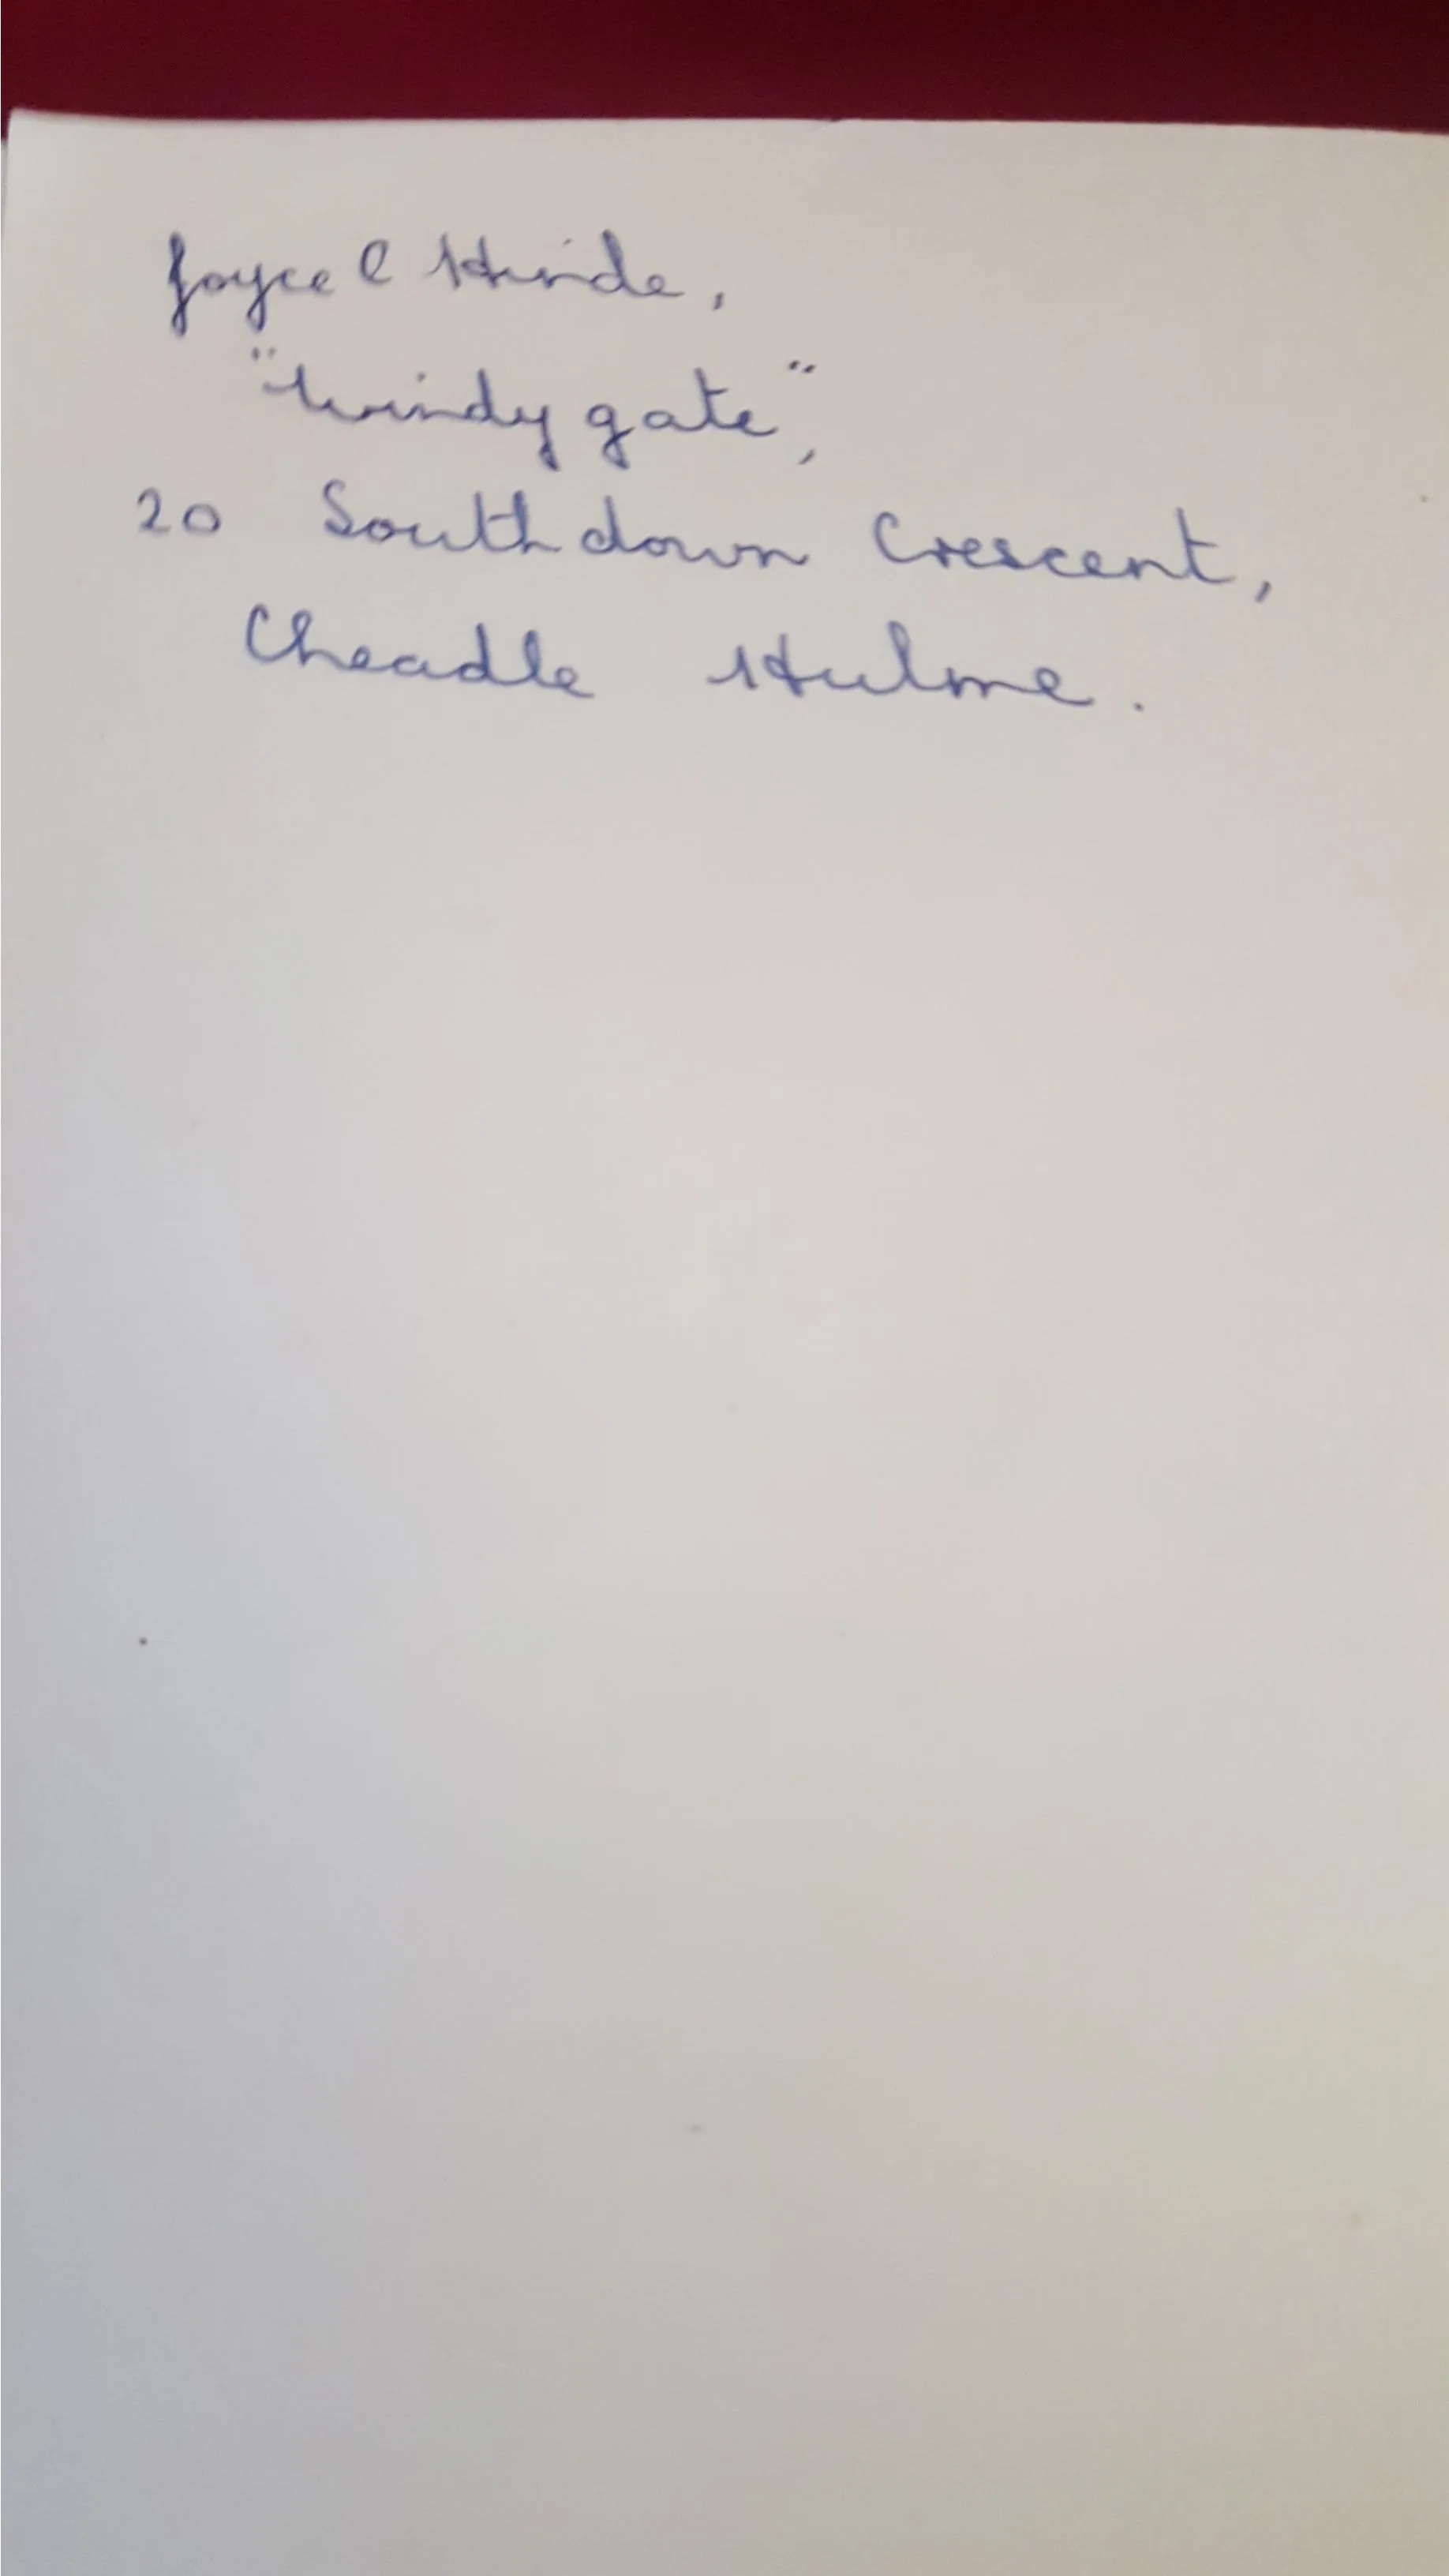 Joyce C Hinde,
"Windy gate",
20 Southdown Crescent,
Cheadle Hulme.